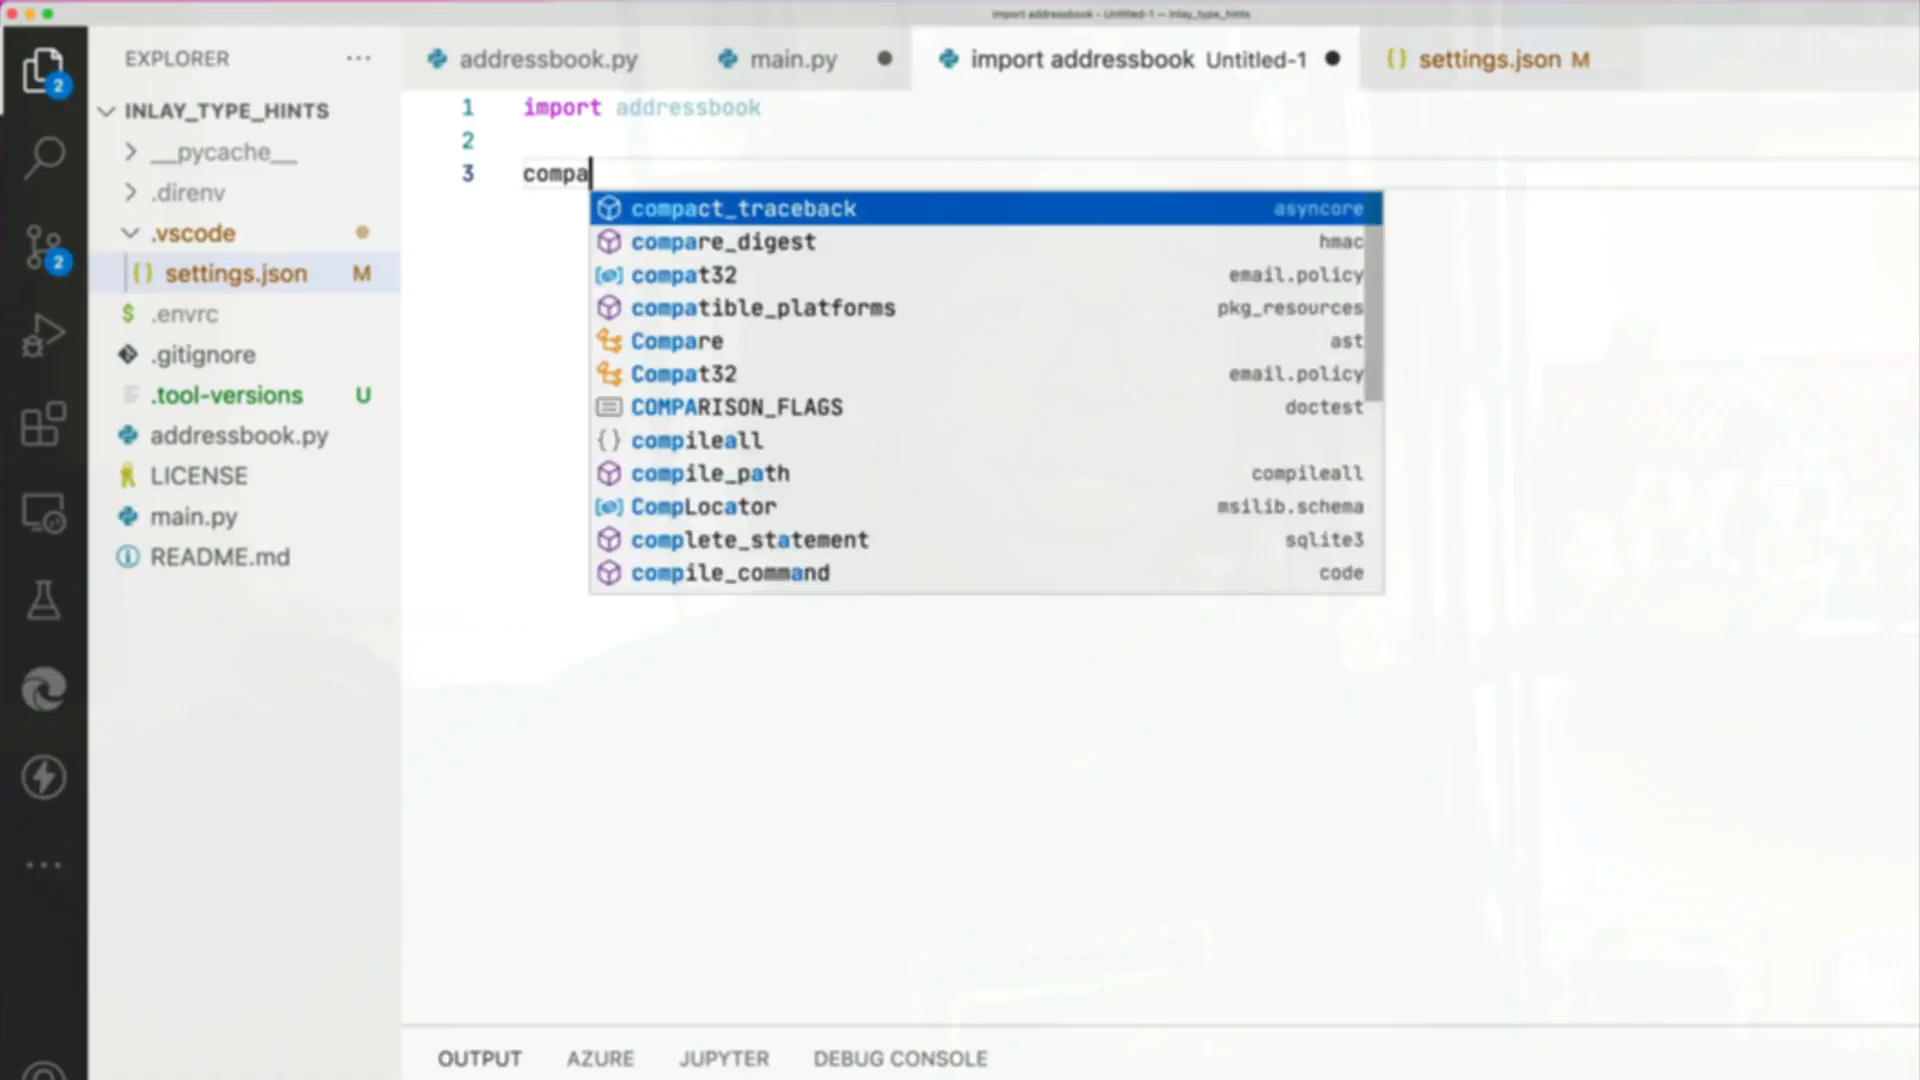 import addressbook - Untitled-1 — inlay_type_hints
EXPLORER
addressbook.py
main.py
import addressbook Untitled-1
{} settings.json M
INLAY_TYPE_HINTS
__pycache__
.direnv
.vscode
{} settings.json M
$ .envrc
.gitignore
.tool-versions U
addressbook.py
LICENSE
main.py
README.md
2
2
1 import addressbook
2
3 compa
compact_traceback asyncore
compare_digest hmac
compat32 email.policy
compatible_platforms pkg_resources
Compare ast
Compat32 email.policy
COMPARISON_FLAGS doctest
{} compileall
compile_path compileall
CompLocator msilib.schema
complete_statement sqlite3
compile_command code
OUTPUT AZURE JUPYTER DEBUG CONSOLE